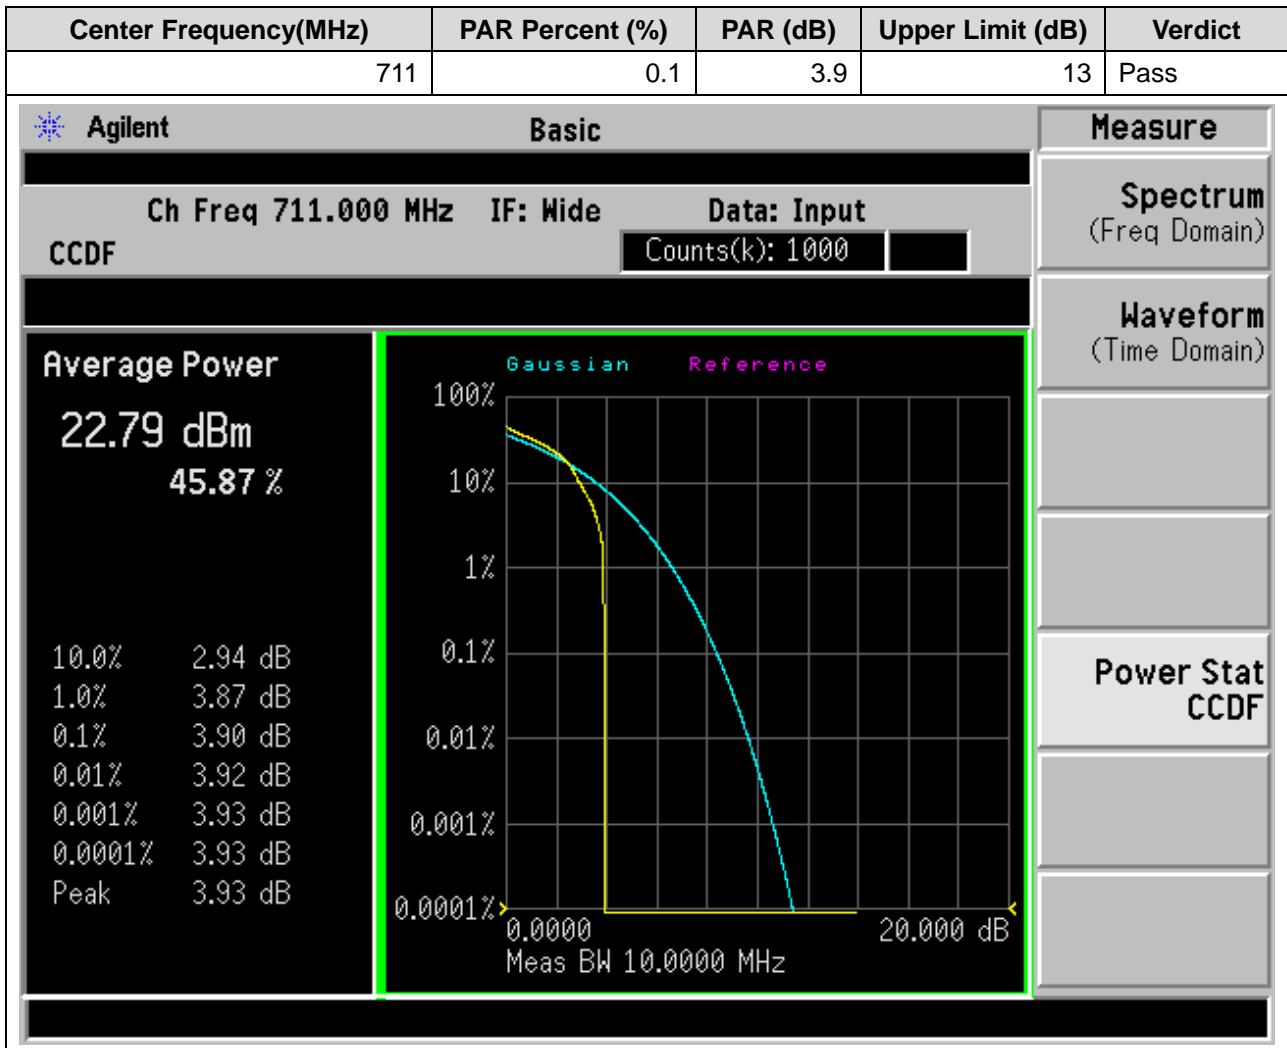 Center Frequency(MHz) PAR Percent (%) PAR (dB) Upper Limit (dB) Verdict
711 0.1 3.9 13 Pass
Agilent Basic Measure
Ch Freq 711.000 MHz IF: Wide Data: Input
CCDF Counts(k): 1000
Spectrum
(Freq Domain)
Waveform
(Time Domain)
Power Stat
CCDF
Average Power
22.79 dBm
45.87 %
10.0% 2.94 dB
1.0% 3.87 dB
0.1% 3.90 dB
0.01% 3.92 dB
0.001% 3.93 dB
0.0001% 3.93 dB
Peak 3.93 dB
Gaussian Reference
100%
10%
1%
0.1%
0.01%
0.001%
0.0001%
0.0000 20.000 dB
Meas BW 10.0000 MHz